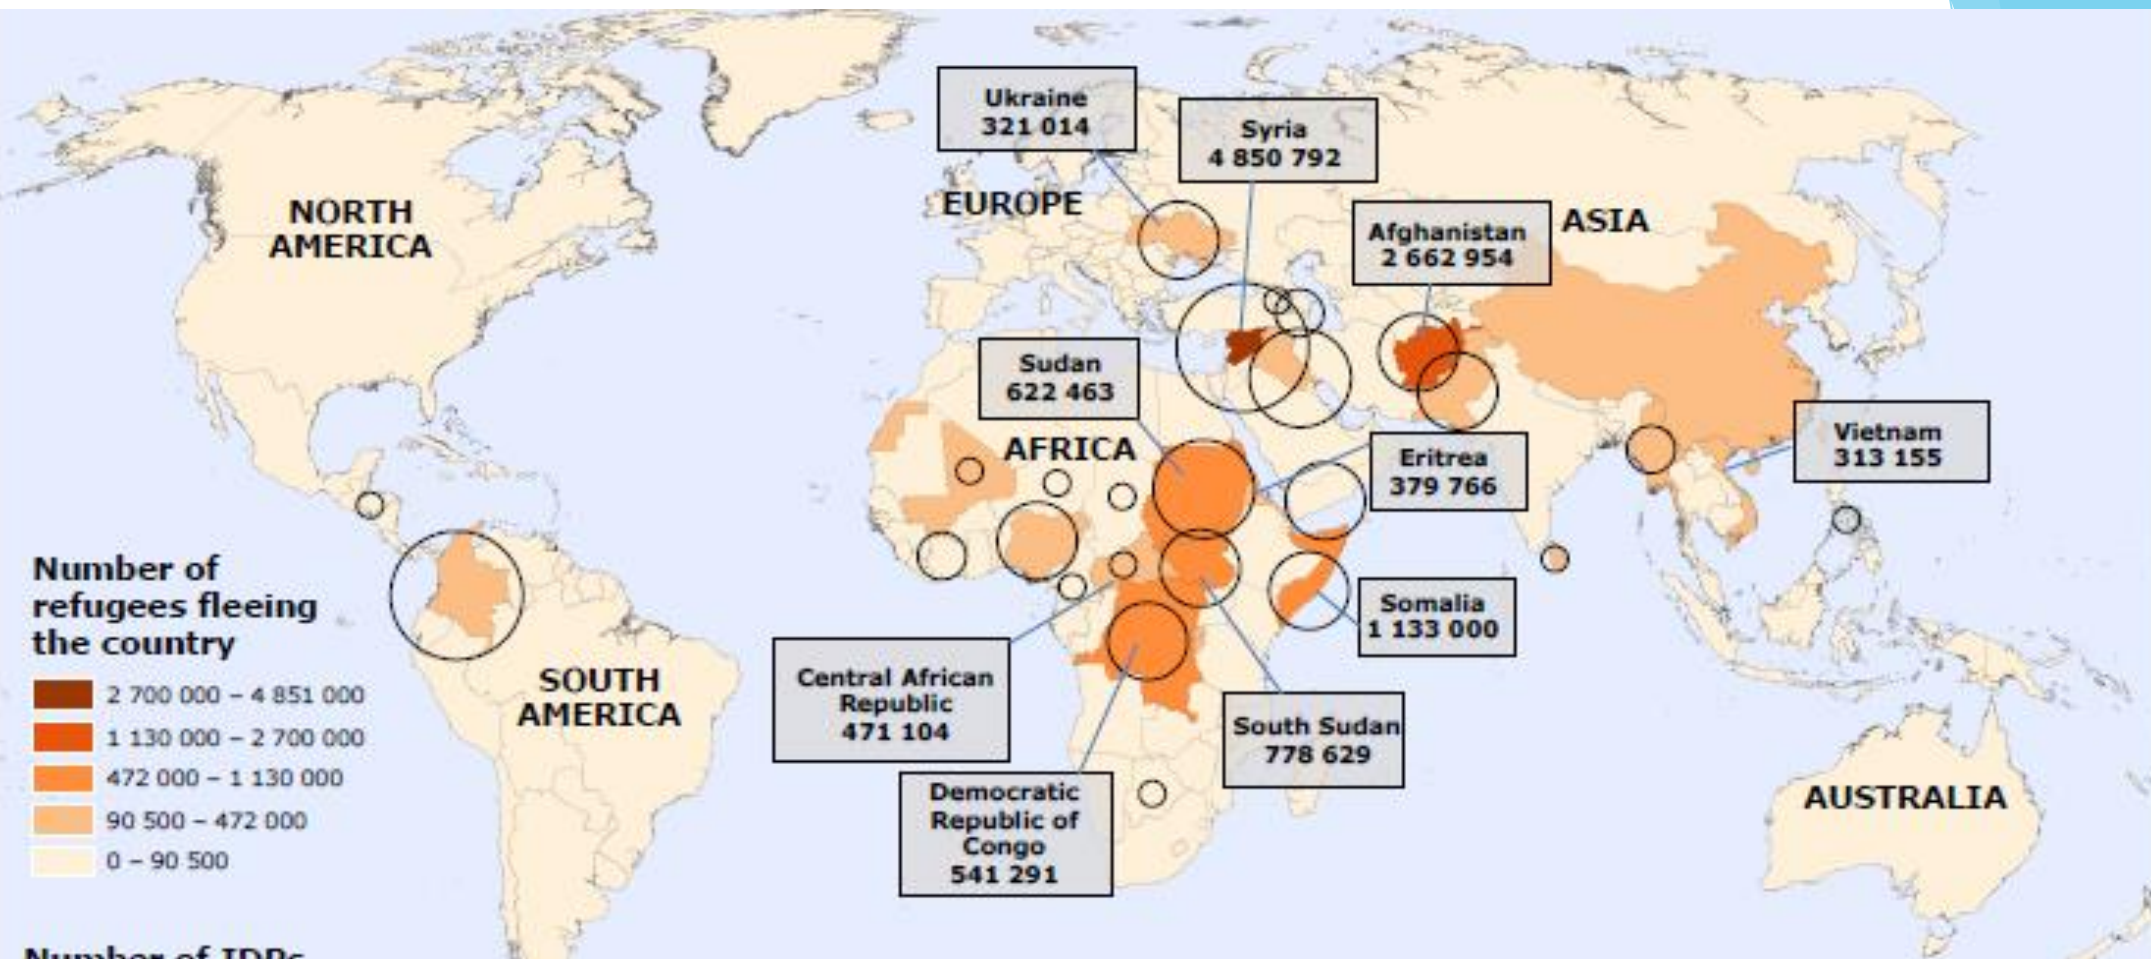 Ukraine
321 014
Syria
4 850 792
EUROPE
NORTH
AMERICA
Afghanistan
2 662 954
ASIA
Sudan
622 463
AFRICA
Eritrea
379 766
Vietnam
313 155
Somalia
1 133 000
Central African
Republic
471 104
South Sudan
778 629
Democratic
Republic of
Congo
541 291
SOUTH
AMERICA
AUSTRALIA
Number of
refugees fleeing
the country
2 700 000 – 4 851 000
1 130 000 – 2 700 000
472 000 – 1 130 000
90 500 – 472 000
0 – 90 500
Number of IDPs